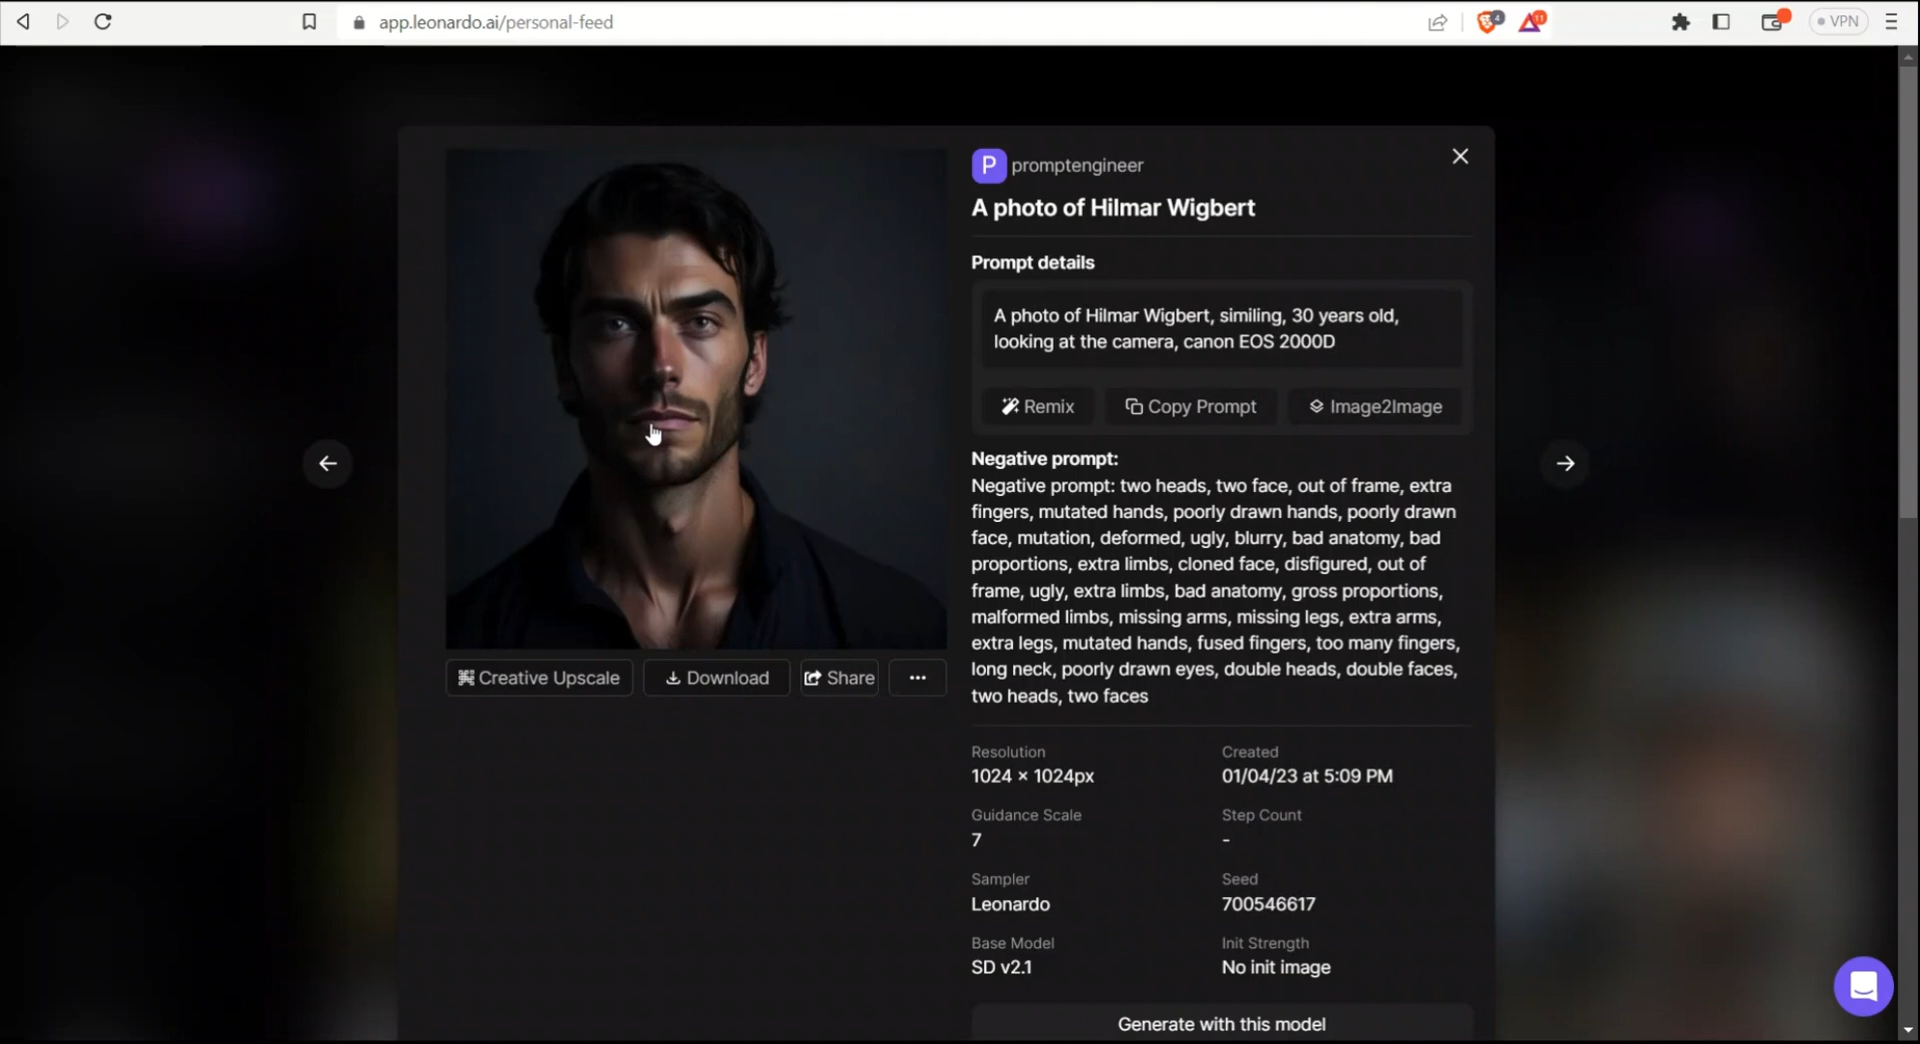 app.leonardo.ai/personal-feed
4
11
VPN
P promptengineer
A photo of Hilmar Wigbert
Prompt details
A photo of Hilmar Wigbert, similing, 30 years old,
looking at the camera, canon EOS 2000D
Remix
Copy Prompt
Image2Image
Negative prompt:
Negative prompt: two heads, two face, out of frame, extra
fingers, mutated hands, poorly drawn hands, poorly drawn
face, mutation, deformed, ugly, blurry, bad anatomy, bad
proportions, extra limbs, cloned face, disfigured, out of
frame, ugly, extra limbs, bad anatomy, gross proportions,
malformed limbs, missing arms, missing legs, extra arms,
extra legs, mutated hands, fused fingers, too many fingers,
long neck, poorly drawn eyes, double heads, double faces,
two heads, two faces
Creative Upscale
Download
Share
Resolution
1024 × 1024px
Created
01/04/23 at 5:09 PM
Guidance Scale
7
Step Count
-
Sampler
Leonardo
Seed
700546617
Base Model
SD v2.1
Init Strength
No init image
Generate with this model